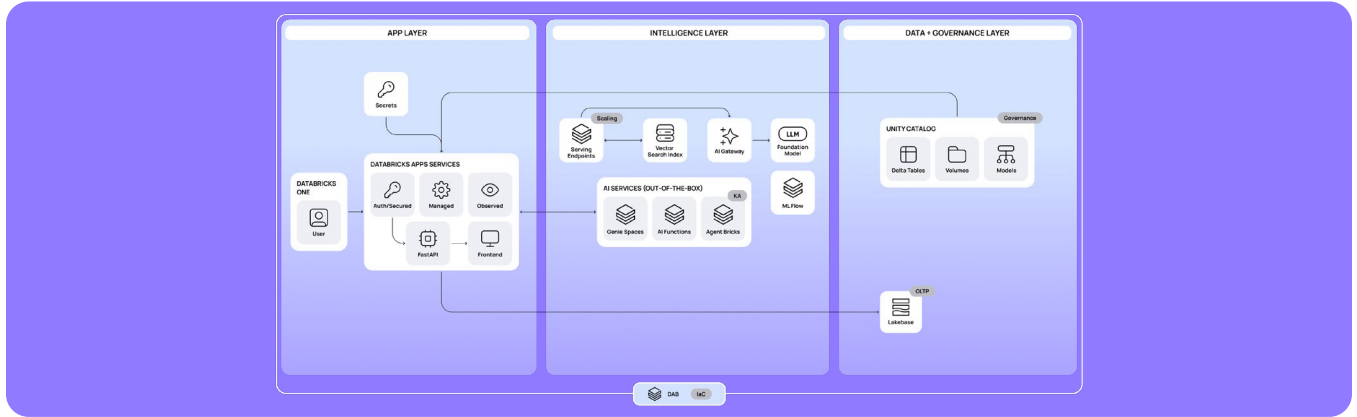 APP LAYER
Secrets
DATABRICKS
ONE
User
DATABRICKS APPS SERVICES
Auth/Secured
Managed
Observed
FastAPI
Frontend
INTELLIGENCE LAYER
Scaling
Serving
Endpoints
Vector
Search Index
AI Gateway
LLM
Foundation
Model
ML Flow
AI SERVICES (OUT-OF-THE-BOX)
KA
Genie Spaces
AI Functions
Agent Bricks
DATA + GOVERNANCE LAYER
Governance
UNITY CATALOG
Delta Tables
Volumes
Models
OLTP
Lakebase
DAB
IaC